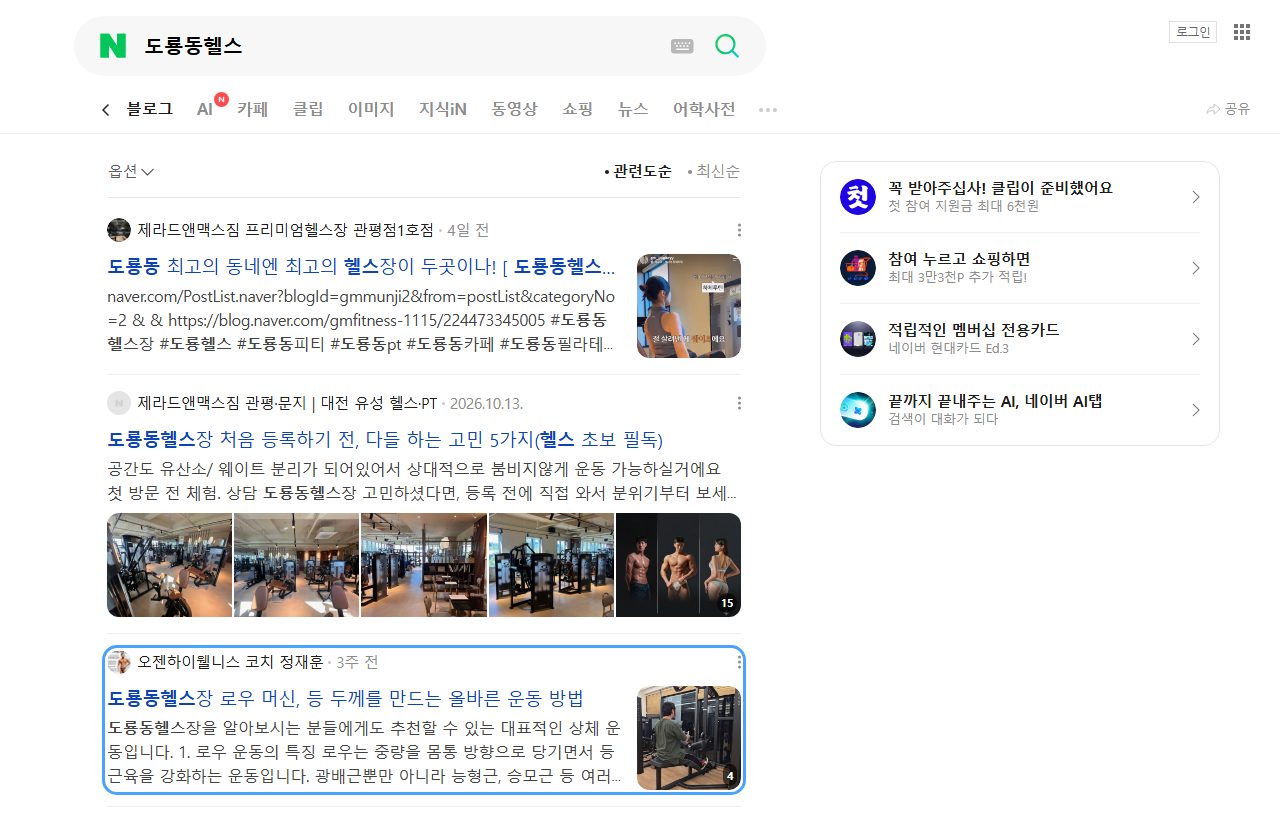 N 도룡동헬스
로그인
블로그 AI N 카페 클립 이미지 지식iN 동영상 쇼핑 뉴스 어학사전
공유
옵션
• 관련도순 • 최신순
제라드앤맥스짐 프리미엄헬스장 관평점1호점 · 4일 전
도룡동 최고의 동네엔 최고의 헬스장이 두곳이나! [ 도룡동헬스...
naver.com/PostList.naver?blogId=gmmunji2&from=postList&categoryNo
=2 & & https://blog.naver.com/gmfitness-1115/224473345005 #도룡동
헬스장 #도룡헬스 #도룡동피티 #도룡동pt #도룡동카페 #도룡동필라테...
하체루틴
N 제라드앤맥스짐 관평·문지 | 대전 유성 헬스·PT · 2026.10.13.
도룡동헬스장 처음 등록하기 전, 다들 하는 고민 5가지(헬스 초보 필독)
공간도 유산소/ 웨이트 분리가 되어있어서 상대적으로 붐비지않게 운동 가능하실거에요
첫 방문 전 체험. 상담 도룡동헬스장 고민하셨다면, 등록 전에 직접 와서 분위기부터 보세...
15
오젠하이웰니스 코치 정재훈 · 3주 전
도룡동헬스장 로우 머신, 등 두께를 만드는 올바른 운동 방법
도룡동헬스장을 알아보시는 분들에게도 추천할 수 있는 대표적인 상체 운
동입니다. 1. 로우 운동의 특징 로우는 중량을 몸통 방향으로 당기면서 등
근육을 강화하는 운동입니다. 광배근뿐만 아니라 능형근, 승모근 등 여러...
4
첫
꼭 받아주십사! 클립이 준비했어요
첫 참여 지원금 최대 6천원
참여 누르고 쇼핑하면
최대 3만3천P 추가 적립!
적립적인 멤버십 전용카드
네이버 현대카드 Ed.3
끝까지 끝내주는 AI, 네이버 AI탭
검색이 대화가 되다